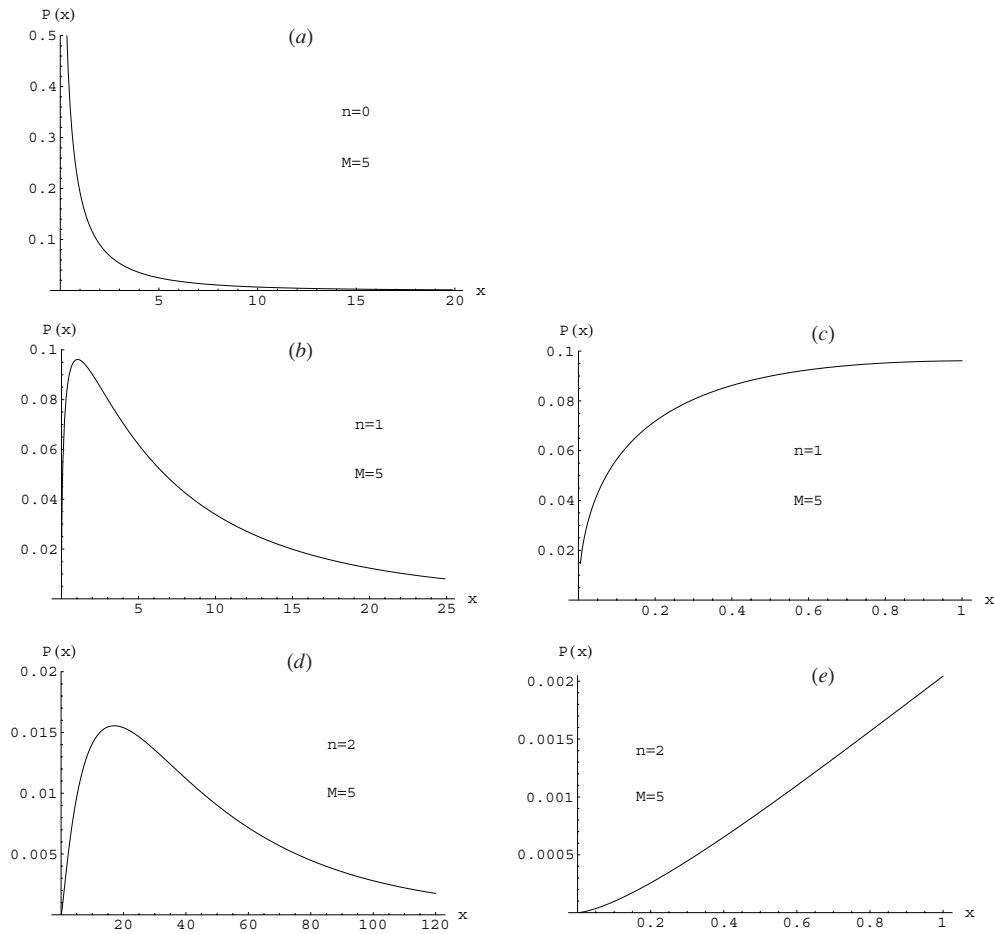 P(x)
(a)
0.5
0.4
n=0
0.3
M=5
0.2
0.1
5 10 15 20 x
P(x)
(b)
0.1
0.08
n=1
0.06
M=5
0.04
0.02
5 10 15 20 25 x
P(x)
(c)
0.1
0.08
n=1
0.06
M=5
0.04
0.02
0.2 0.4 0.6 0.8 1 x
P(x)
(d)
0.02
0.015
n=2
0.01
M=5
0.005
20 40 60 80 100 120 x
P(x)
(e)
0.002
0.0015
n=2
0.001
M=5
0.0005
0.2 0.4 0.6 0.8 1 x